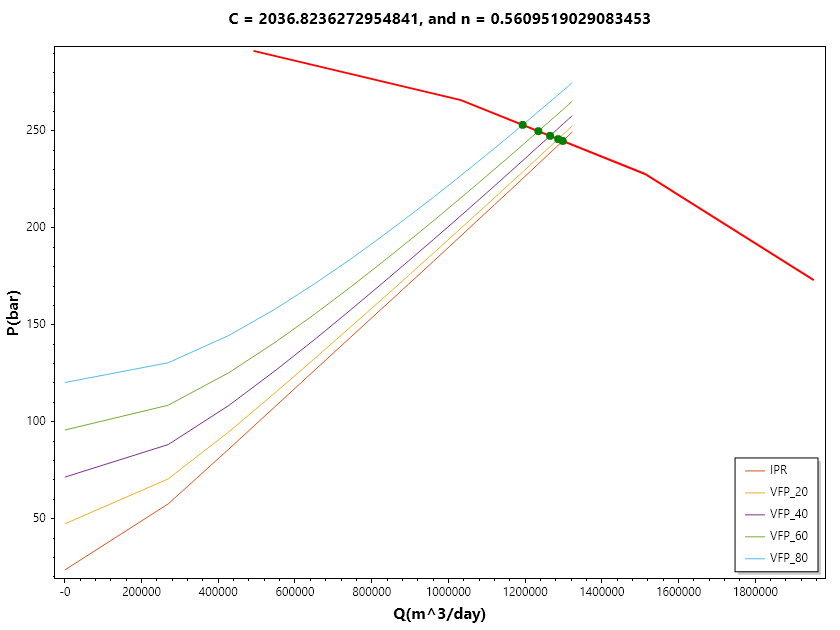 C = 2036.8236272954841, and n = 0.5609519029083453
P(bar)
250
200
150
100
50
-0
200000
400000
600000
800000
1000000
1200000
1400000
1600000
1800000
Q(m^3/day)
IPR
VFP_20
VFP_40
VFP_60
VFP_80